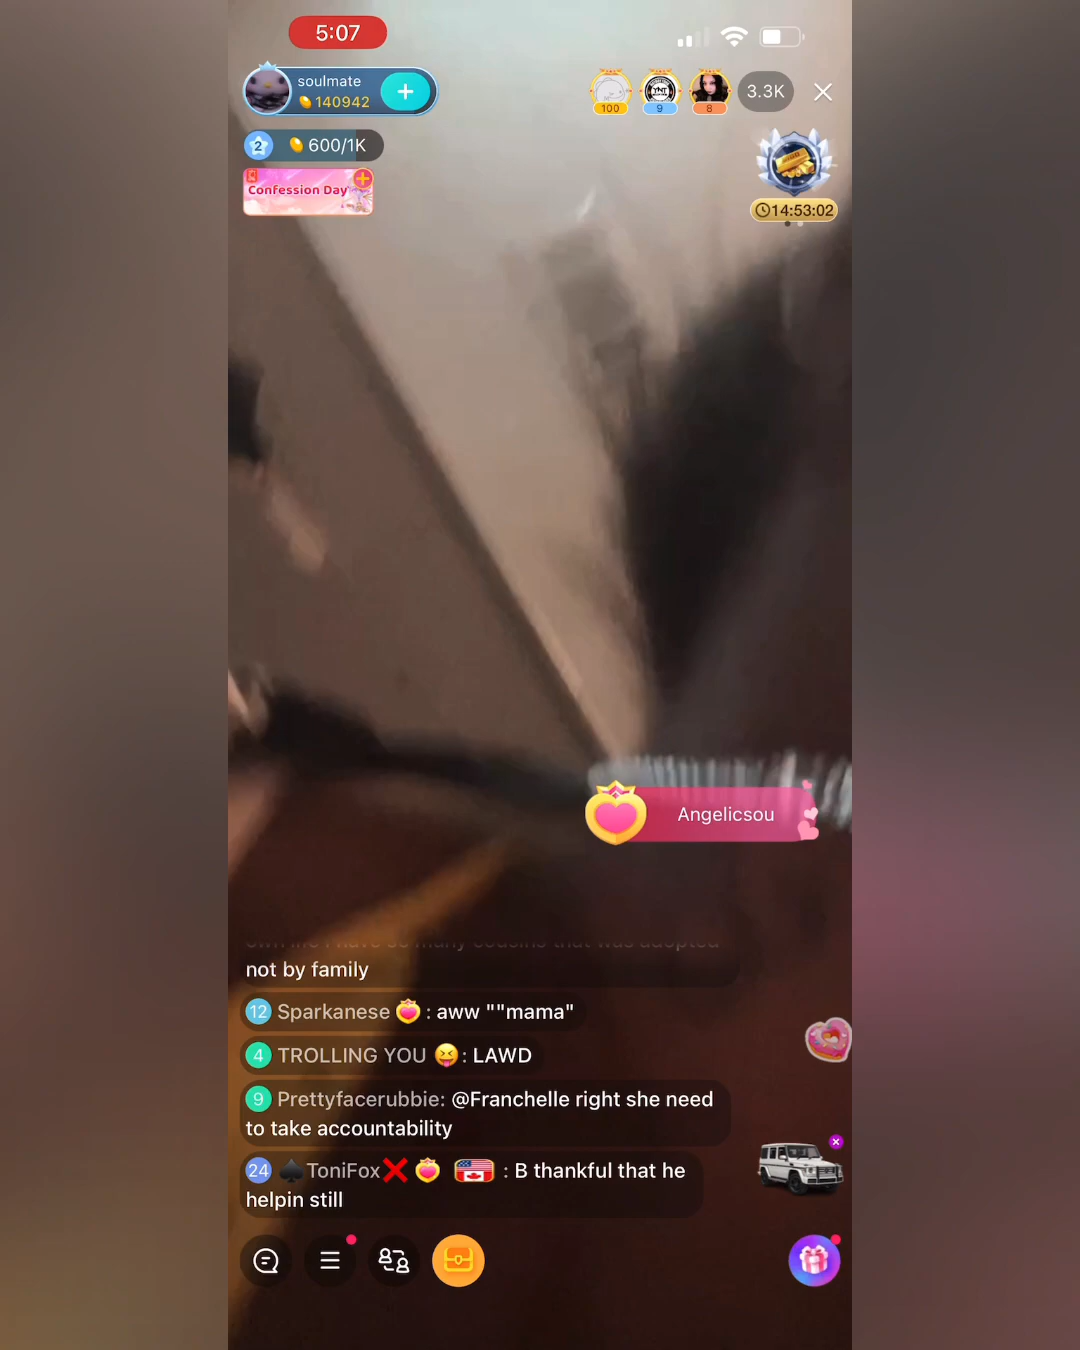 5:07
soulmate
140942
100
9
8
3.3K
2
600/1K
Confession Day
14:53:02
Angelicsou
not by family
12 Sparkanese : aww ""mama"
4 TROLLING YOU 😝: LAWD
9 Prettyfacerubbie: @Franchelle right she need
to take accountability
24 ♠ToniFox❌ : B thankful that he
helpin still